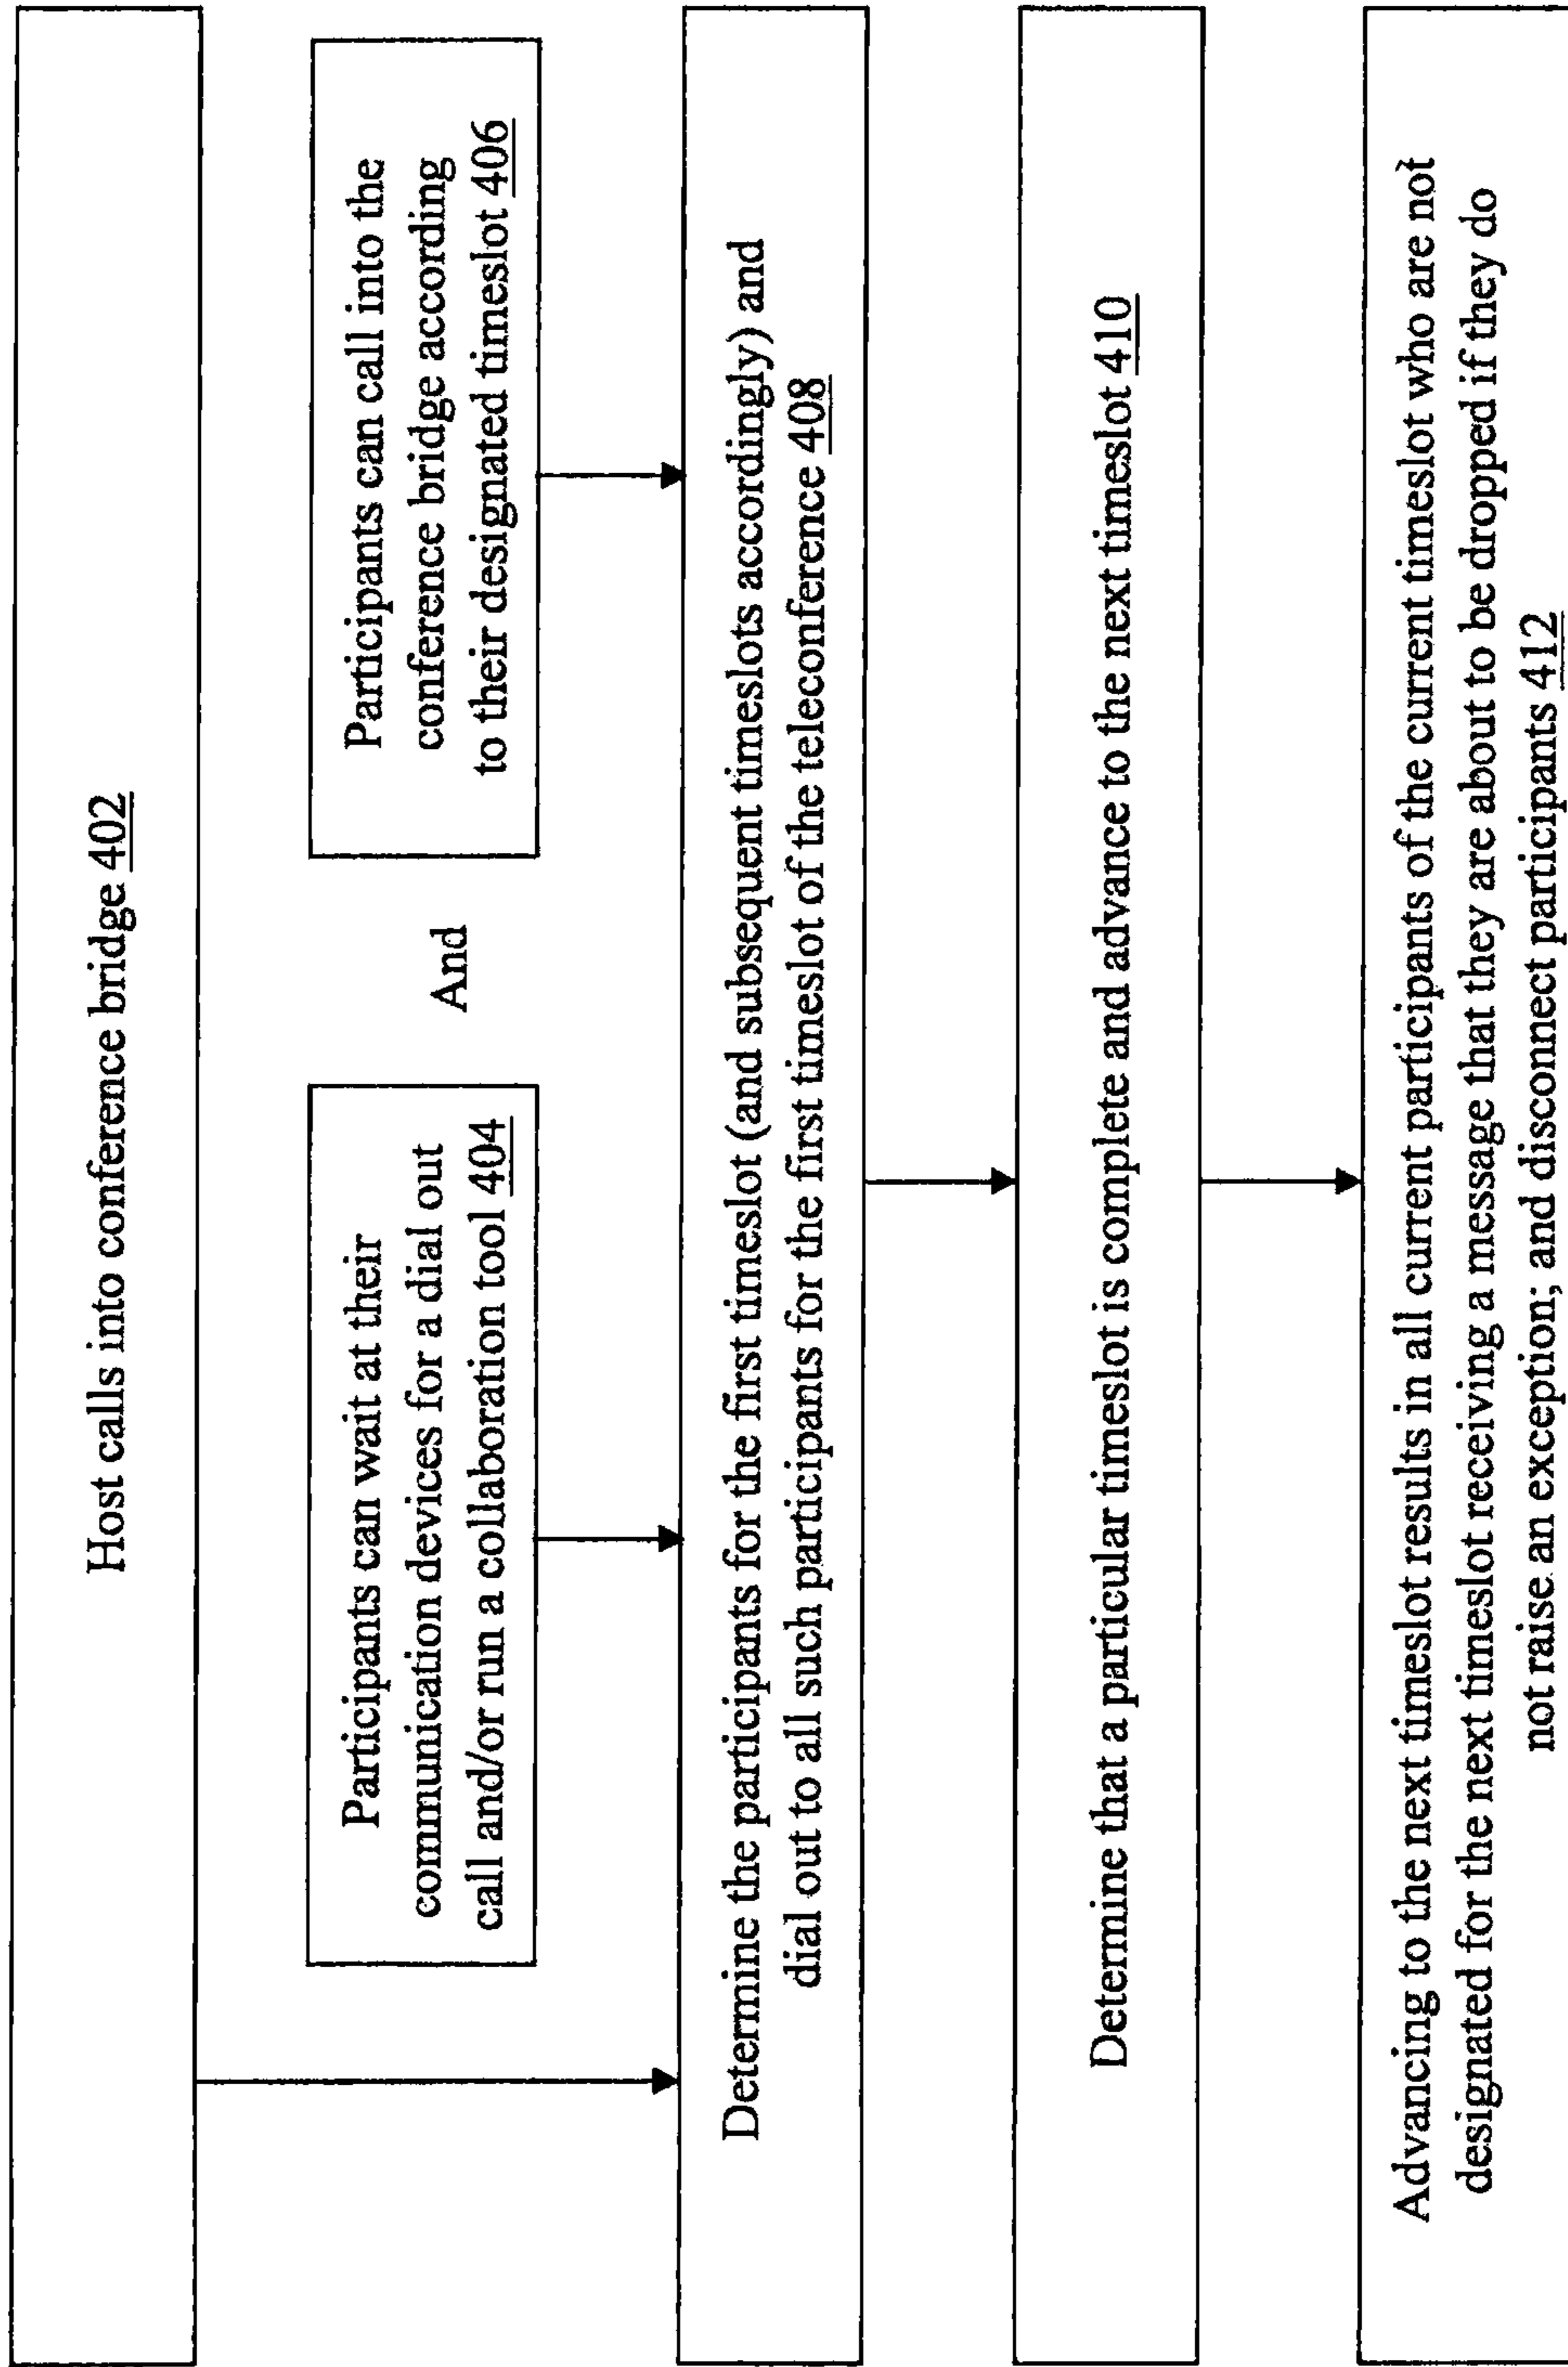 Host calls into conference bridge 402
Participants can wait at their
communication devices for a dial out
call and/or run a collaboration tool 404
And
Participants can call into the
conference bridge according
to their designated timeslot 406
Determine the participants for the first timeslot (and subsequent timeslots accordingly) and
dial out to all such participants for the first timeslot of the teleconference 408
Determine that a particular timeslot is complete and advance to the next timeslot 410
Advancing to the next timeslot results in all current participants of the current timeslot who are not
designated for the next timeslot receiving a message that they are about to be dropped if they do
not raise an exception; and disconnect participants 412